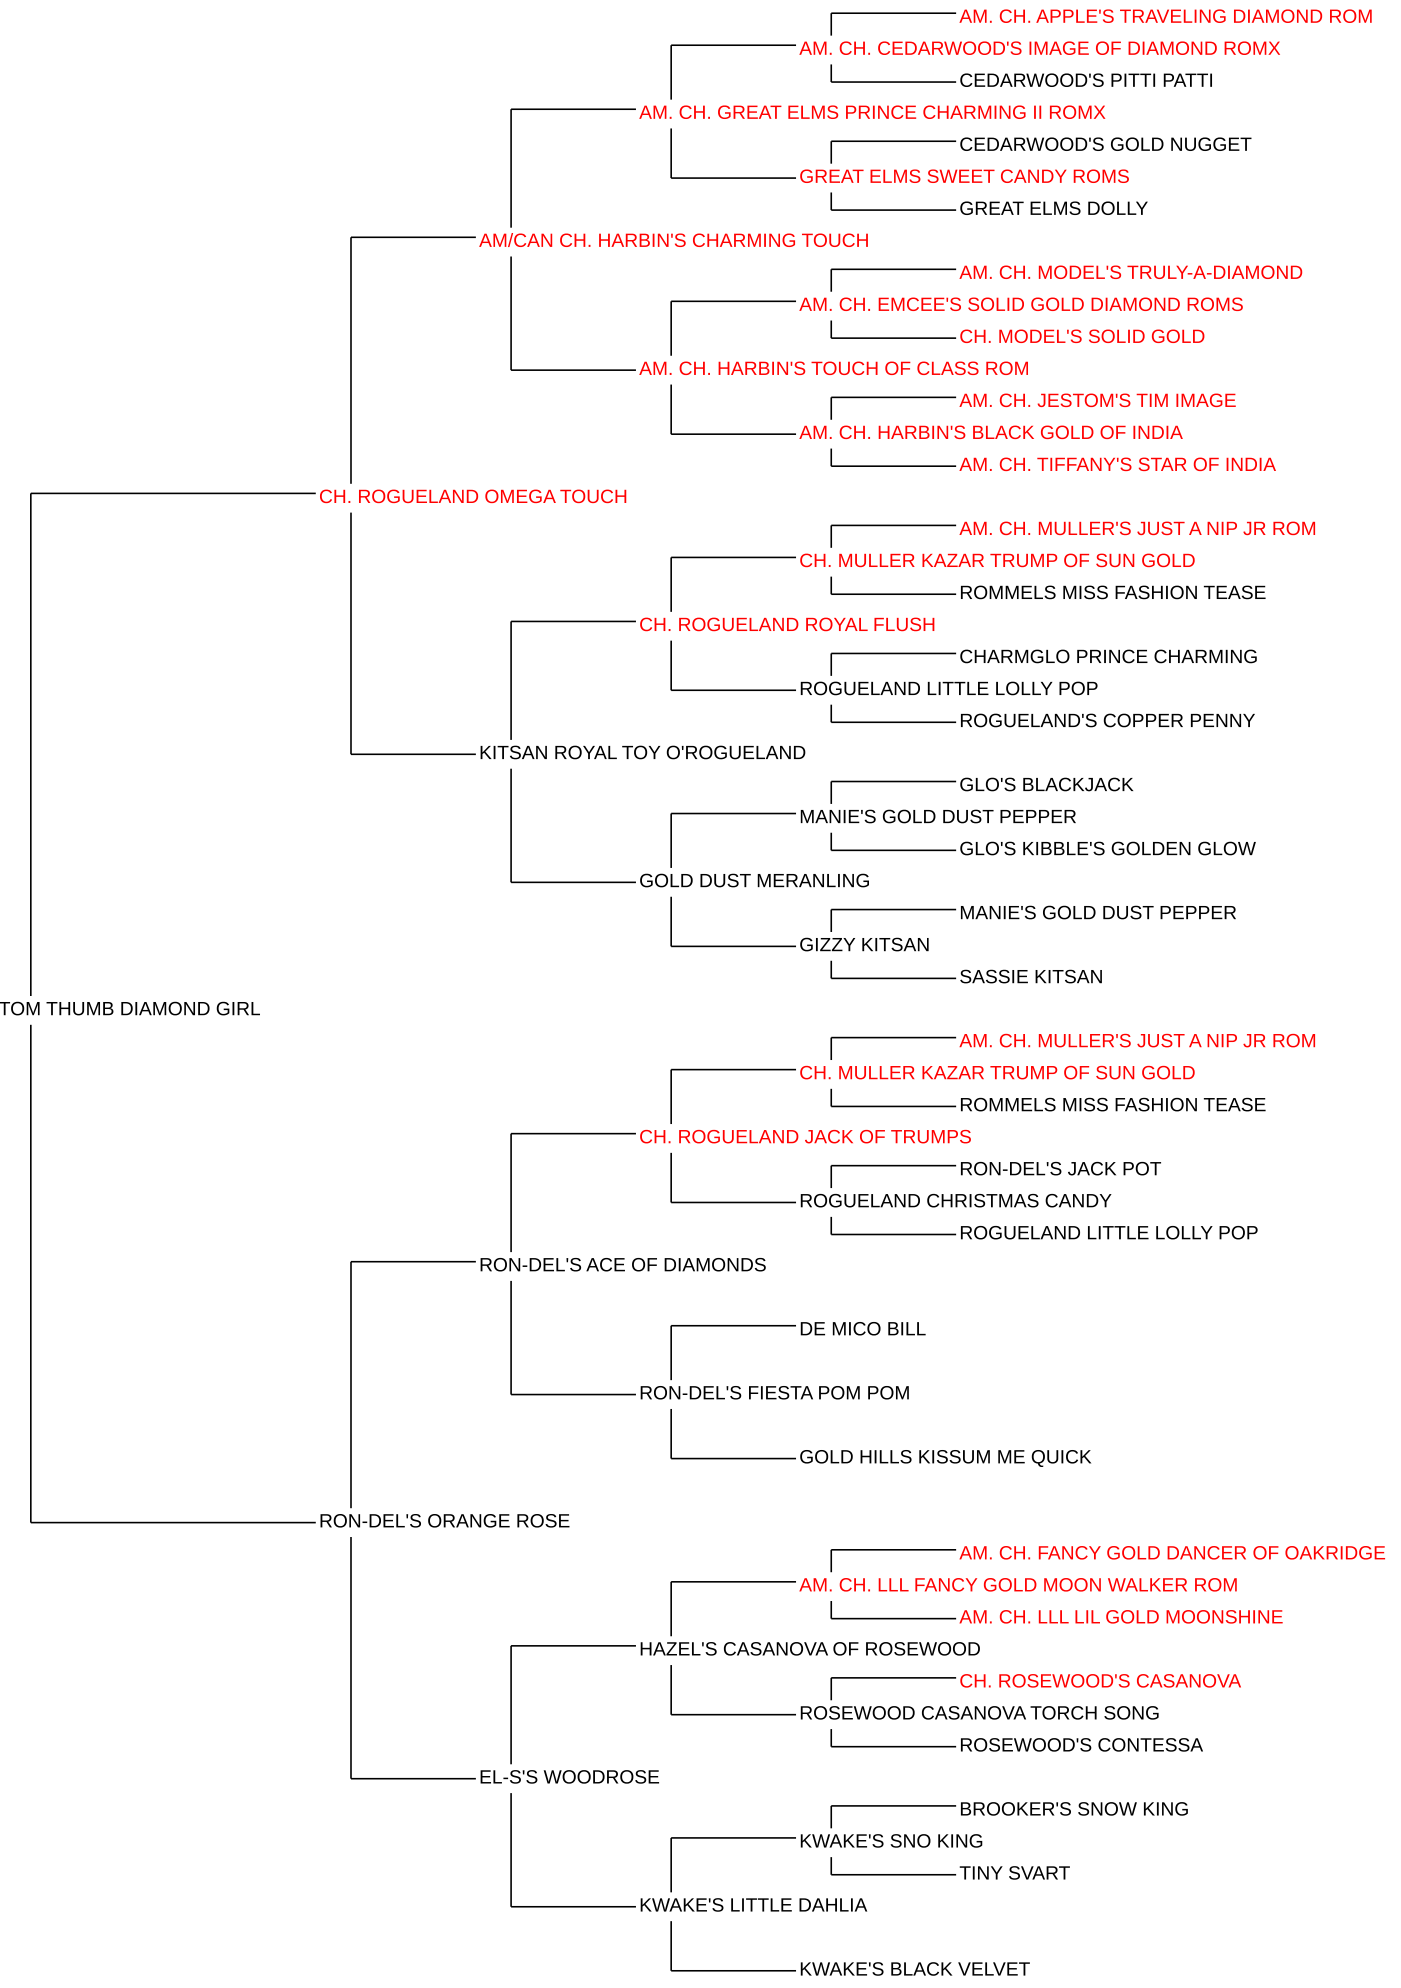 AM. CH. APPLE'S TRAVELING DIAMOND ROM
AM. CH. CEDARWOOD'S IMAGE OF DIAMOND ROMX
CEDARWOOD'S PITTI PATTI
AM. CH. GREAT ELMS PRINCE CHARMING II ROMX
CEDARWOOD'S GOLD NUGGET
GREAT ELMS SWEET CANDY ROMS
GREAT ELMS DOLLY
AM/CAN CH. HARBIN'S CHARMING TOUCH
AM. CH. MODEL'S TRULY-A-DIAMOND
AM. CH. EMCEE'S SOLID GOLD DIAMOND ROMS
CH. MODEL'S SOLID GOLD
AM. CH. HARBIN'S TOUCH OF CLASS ROM
AM. CH. JESTOM'S TIM IMAGE
AM. CH. HARBIN'S BLACK GOLD OF INDIA
AM. CH. TIFFANY'S STAR OF INDIA
CH. ROGUELAND OMEGA TOUCH
AM. CH. MULLER'S JUST A NIP JR ROM
CH. MULLER KAZAR TRUMP OF SUN GOLD
ROMMELS MISS FASHION TEASE
CH. ROGUELAND ROYAL FLUSH
CHARMGLO PRINCE CHARMING
ROGUELAND LITTLE LOLLY POP
ROGUELAND'S COPPER PENNY
KITSAN ROYAL TOY O'ROGUELAND
GLO'S BLACKJACK
MANIE'S GOLD DUST PEPPER
GLO'S KIBBLE'S GOLDEN GLOW
GOLD DUST MERANLING
MANIE'S GOLD DUST PEPPER
GIZZY KITSAN
SASSIE KITSAN
TOM THUMB DIAMOND GIRL
AM. CH. MULLER'S JUST A NIP JR ROM
CH. MULLER KAZAR TRUMP OF SUN GOLD
ROMMELS MISS FASHION TEASE
CH. ROGUELAND JACK OF TRUMPS
RON-DEL'S JACK POT
ROGUELAND CHRISTMAS CANDY
ROGUELAND LITTLE LOLLY POP
RON-DEL'S ACE OF DIAMONDS
DE MICO BILL
RON-DEL'S FIESTA POM POM
GOLD HILLS KISSUM ME QUICK
RON-DEL'S ORANGE ROSE
AM. CH. FANCY GOLD DANCER OF OAKRIDGE
AM. CH. LLL FANCY GOLD MOON WALKER ROM
AM. CH. LLL LIL GOLD MOONSHINE
HAZEL'S CASANOVA OF ROSEWOOD
CH. ROSEWOOD'S CASANOVA
ROSEWOOD CASANOVA TORCH SONG
ROSEWOOD'S CONTESSA
EL-S'S WOODROSE
BROOKER'S SNOW KING
KWAKE'S SNO KING
TINY SVART
KWAKE'S LITTLE DAHLIA
KWAKE'S BLACK VELVET